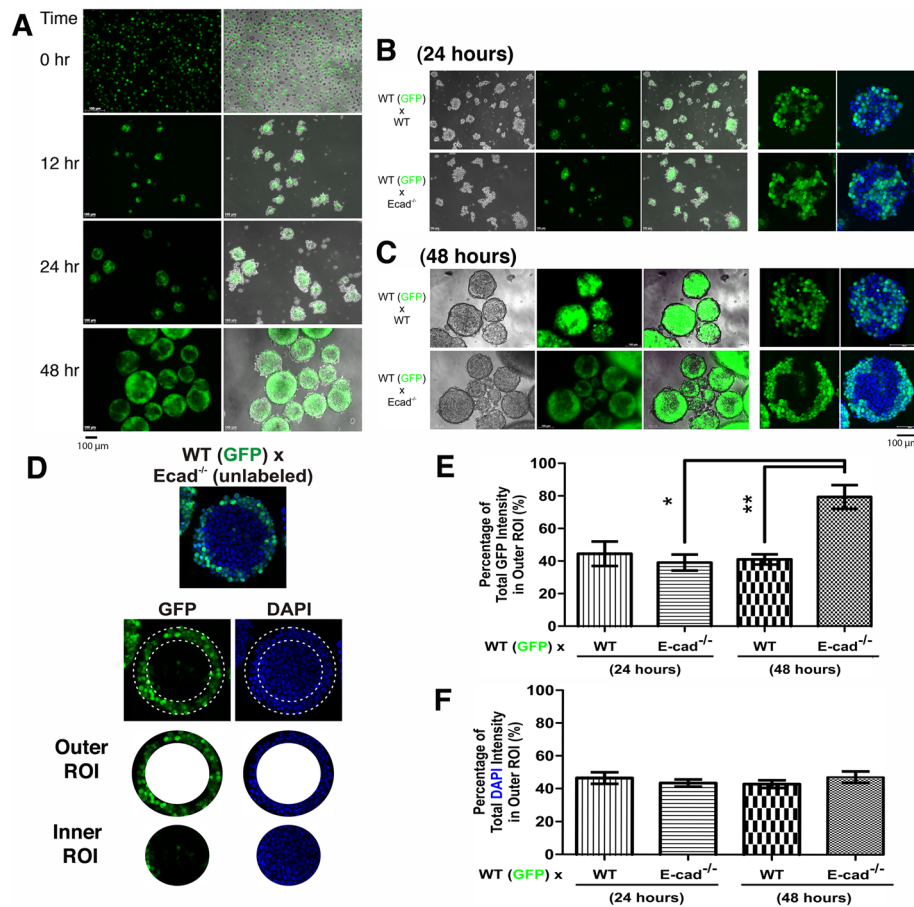 A
Time
0 hr
12 hr
24 hr
48 hr
100 μm
B (24 hours)
WT (GFP)
x
WT
WT (GFP)
x
Ecad-/-
C (48 hours)
WT (GFP)
x
WT
WT (GFP)
x
Ecad-/-
100 μm
D
WT (GFP) x
Ecad-/- (unlabeled)
GFP DAPI
Outer
ROI
Inner
ROI
E
Percentage of
Total GFP Intensity
in Outer ROI (%)
100
80
60
40
20
0
*
**
WT (GFP) x WT E-cad-/- WT E-cad-/-
(24 hours) (48 hours)
F
Percentage of
Total DAPI Intensity
in Outer ROI (%)
100
80
60
40
20
0
WT (GFP) x WT E-cad-/- WT E-cad-/-
(24 hours) (48 hours)